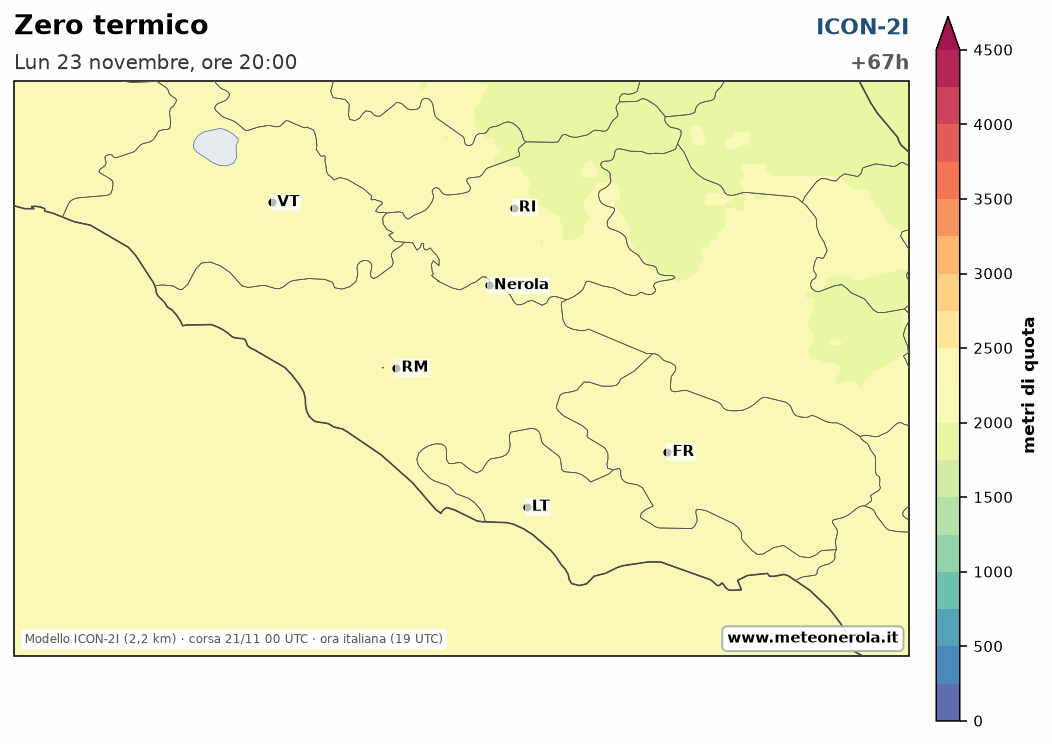 Zero termico
ICON-2I
Lun 23 novembre, ore 20:00
+67h
4500
4000
3500
3000
2500
2000
1500
1000
500
0
metri di quota
VT
RI
Nerola
RM
FR
LT
Modello ICON-2I (2,2 km) · corsa 21/11 00 UTC · ora italiana (19 UTC)
www.meteonerola.it